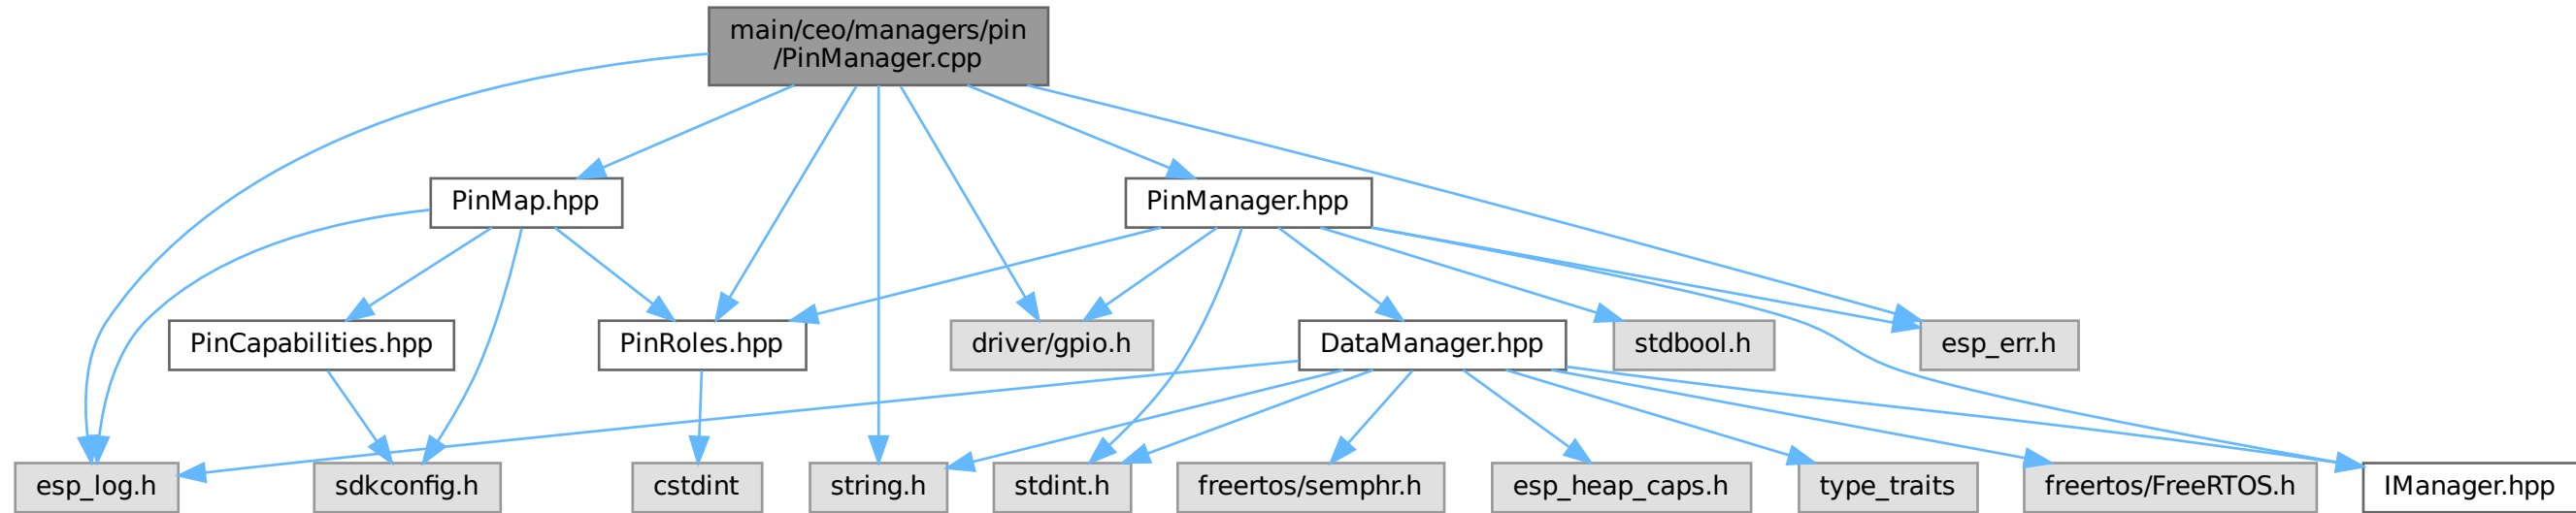 main/ceo/managers/pin
/PinManager.cpp
PinMap.hpp
PinManager.hpp
PinCapabilities.hpp
PinRoles.hpp
driver/gpio.h
DataManager.hpp
stdbool.h
esp_err.h
esp_log.h
sdkconfig.h
cstdint
string.h
stdint.h
freertos/semphr.h
esp_heap_caps.h
type_traits
freertos/FreeRTOS.h
IManager.hpp